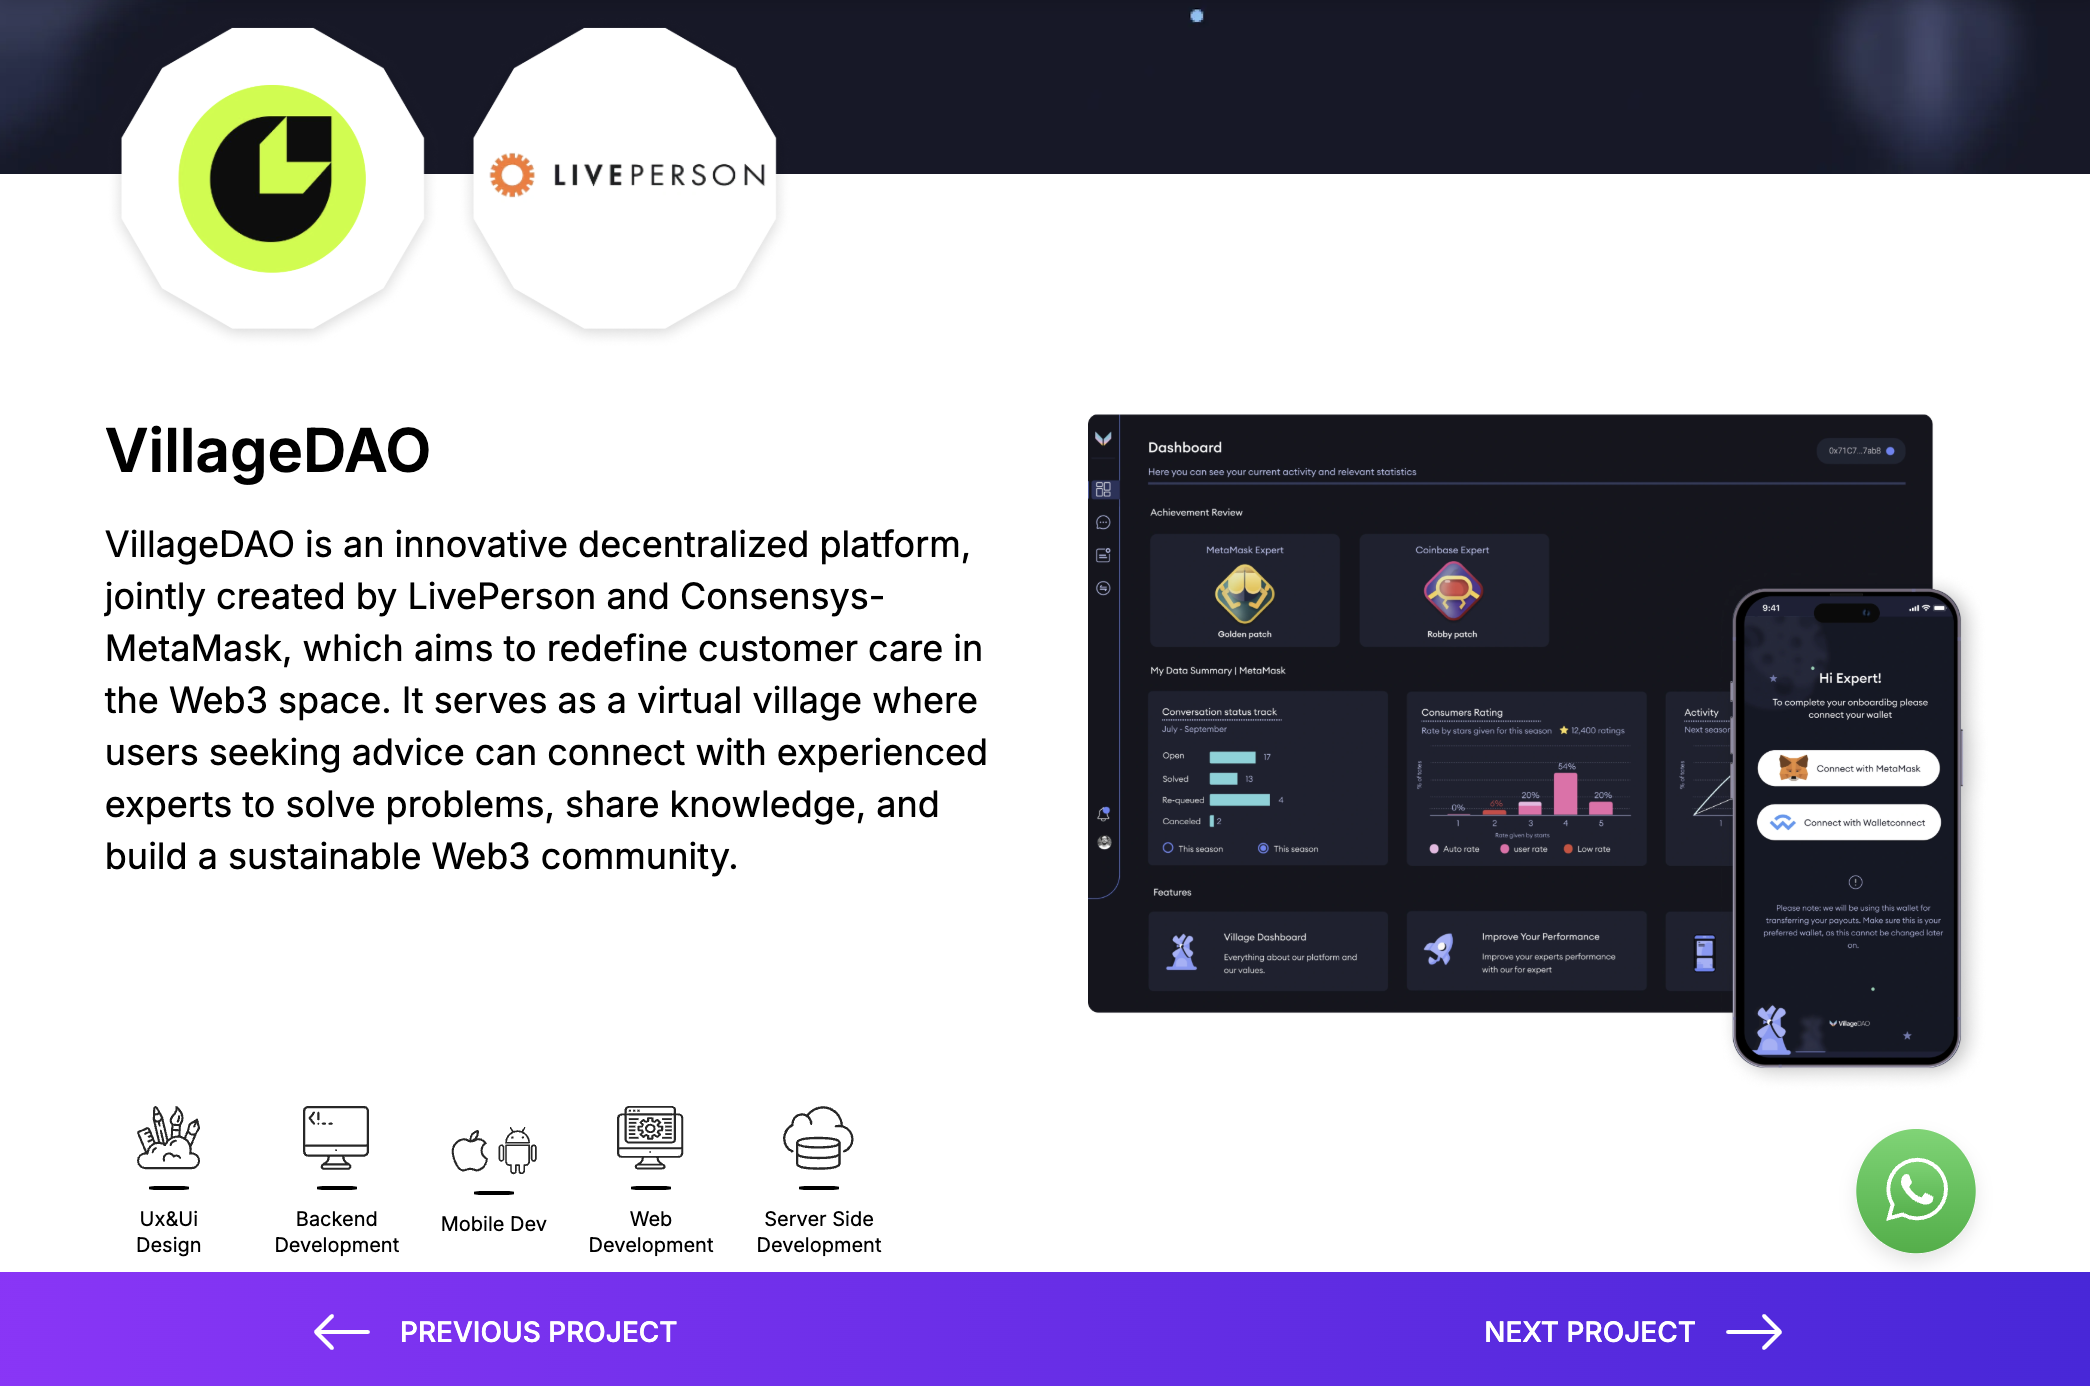 LIVEPERSON
VillageDAO
VillageDAO is an innovative decentralized platform,
jointly created by LivePerson and Consensys-
MetaMask, which aims to redefine customer care in
the Web3 space. It serves as a virtual village where
users seeking advice can connect with experienced
experts to solve problems, share knowledge, and
build a sustainable Web3 community.
Dashboard
0x71C7...7ab8
Here you can see your current activity and relevant statistics
Achievement Review
MetaMask Expert
Golden patch
Coinbase Expert
Robby patch
My Data Summary | MetaMask
Conversation status track
July - September
Open 17
Solved 13
Re-queued 4
Canceled 2
This season
This season
Consumers Rating
Rate by stars given for this season 12,400 ratings
% of rates
0% 6% 20% 54% 20%
1 2 3 4 5
Rate given by starts
Auto rate user rate Low rate
Activity
Next season
% of rates
1
Features
Village Dashboard
Everything about our platform and
our values.
Improve Your Performance
Improve your experts performance
with our for expert
9:41
Hi Expert!
To complete your onboardibg please
connect your wallet
Connect with MetaMask
Connect with Walletconnect
Please note: we will be using this wallet for
transferring your payouts. Make sure this is your
preferred wallet, as this cannot be changed later
on.
VillageDAO
<!--
Ux&Ui
Design
Backend
Development
Mobile Dev
Web
Development
Server Side
Development
PREVIOUS PROJECT
NEXT PROJECT